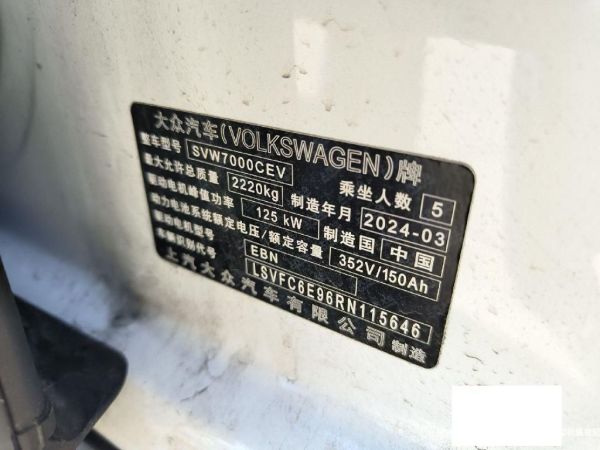 大众汽车(VOLKSWAGEN)牌
整车型号 SVW7000CEV 乘坐人数 5
最大允许总质量 2220kg 制造年月 2024-03
驱动电机峰值功率 125 kW 制造国 中国
动力电池系统额定电压/额定容量 352V/150Ah
驱动电机型号 EBN
车辆识别代号 LSVFC6E96RN115646
上汽大众汽车有限公司 制造